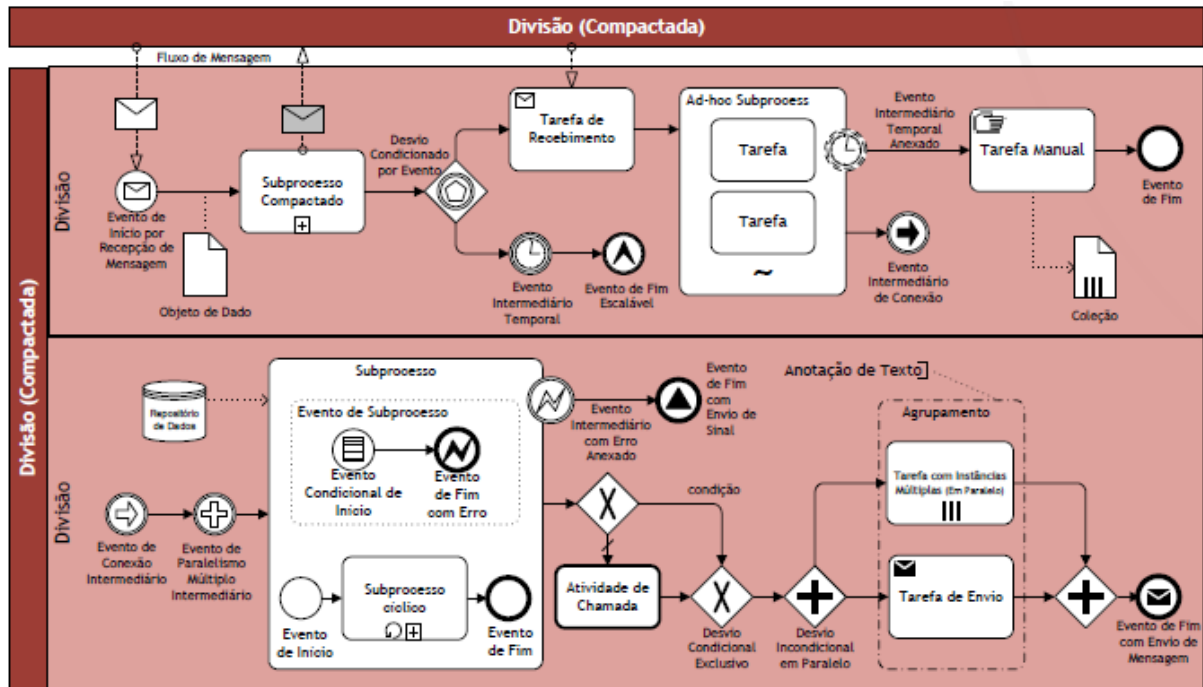 Divisão (Compactada)
Fluxo de Mensagem
Divisão (Compactada)
Divisão
Evento de
Início por
Recepção de
Mensagem
Objeto de Dado
Subprocesso
Compactado
Desvio
Condicionado
por Evento
Tarefa de
Recebimento
Evento
Intermediário
Temporal
Evento de Fim
Escalável
Ad-hoc Subprocess
Tarefa
Tarefa
~
Evento
Intermediário
Temporal
Anexado
Evento
Intermediário
de Conexão
Tarefa Manual
Evento
de Fim
Coleção
Divisão
Repositório
de Dados
Evento de
Conexão
Intermediário
Evento de
Paralelismo
Múltiplo
Intermediário
Subprocesso
Evento de Subprocesso
Evento
Condicional de
Início
Evento
de Fim
com Erro
Evento
de Início
Subprocesso
cíclico
Evento
de Fim
Evento
Intermediário
com Erro
Anexado
Evento
de Fim
com
Envio de
Sinal
condição
X
Atividade de
Chamada
X
Desvio
Condicional
Exclusivo
Desvio
Incondicional
em Paralelo
Anotação de Texto
Agrupamento
Tarefa com Instâncias
Múltiplas (Em Paralelo)
Tarefa de Envio
Evento de Fim
com Envio de
Mensagem